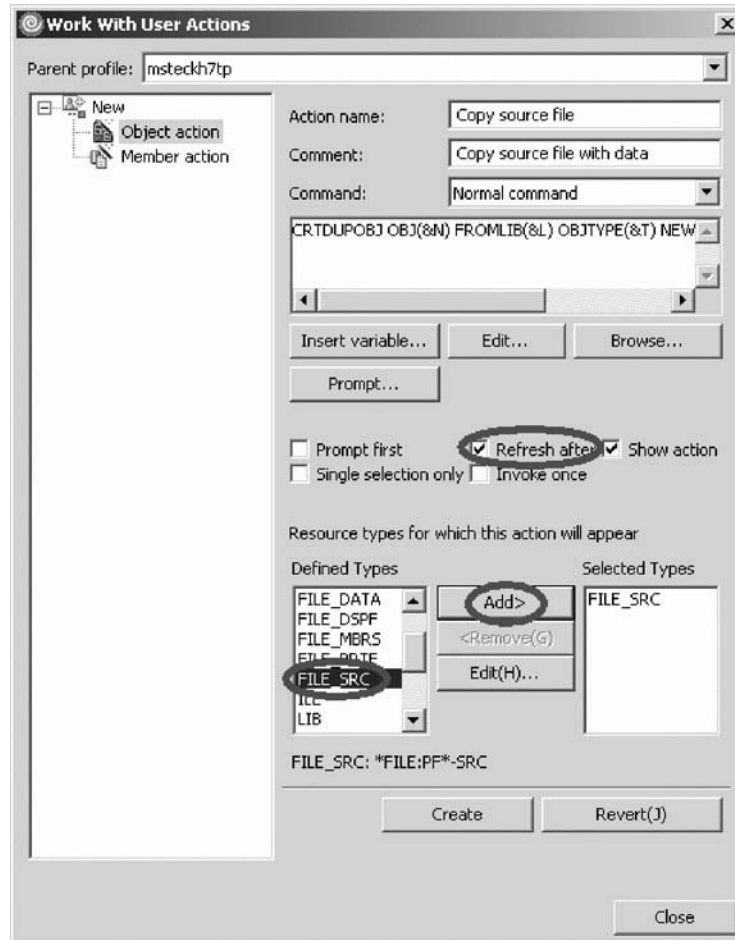 Work With User Actions
Parent profile: msteckh7tp
New
Object action
Member action
Action name: Copy source file
Comment: Copy source file with data
Command: Normal command
CRTDUPOBJ OBJ(&N) FROMLIB(&L) OBJTYPE(&T) NEW
Insert variable... Edit... Browse...
Prompt...
Prompt first Refresh after Show action
Single selection only Invoke once
Resource types for which this action will appear
Defined Types Selected Types
FILE_DATA
FILE_DSPF
FILE_MBRS
FILE_SRC
LIB
Add>
<Remove(G)
Edit(H)...
FILE_SRC
FILE_SRC: *FILE:PF*-SRC
Create Revert(J)
Close